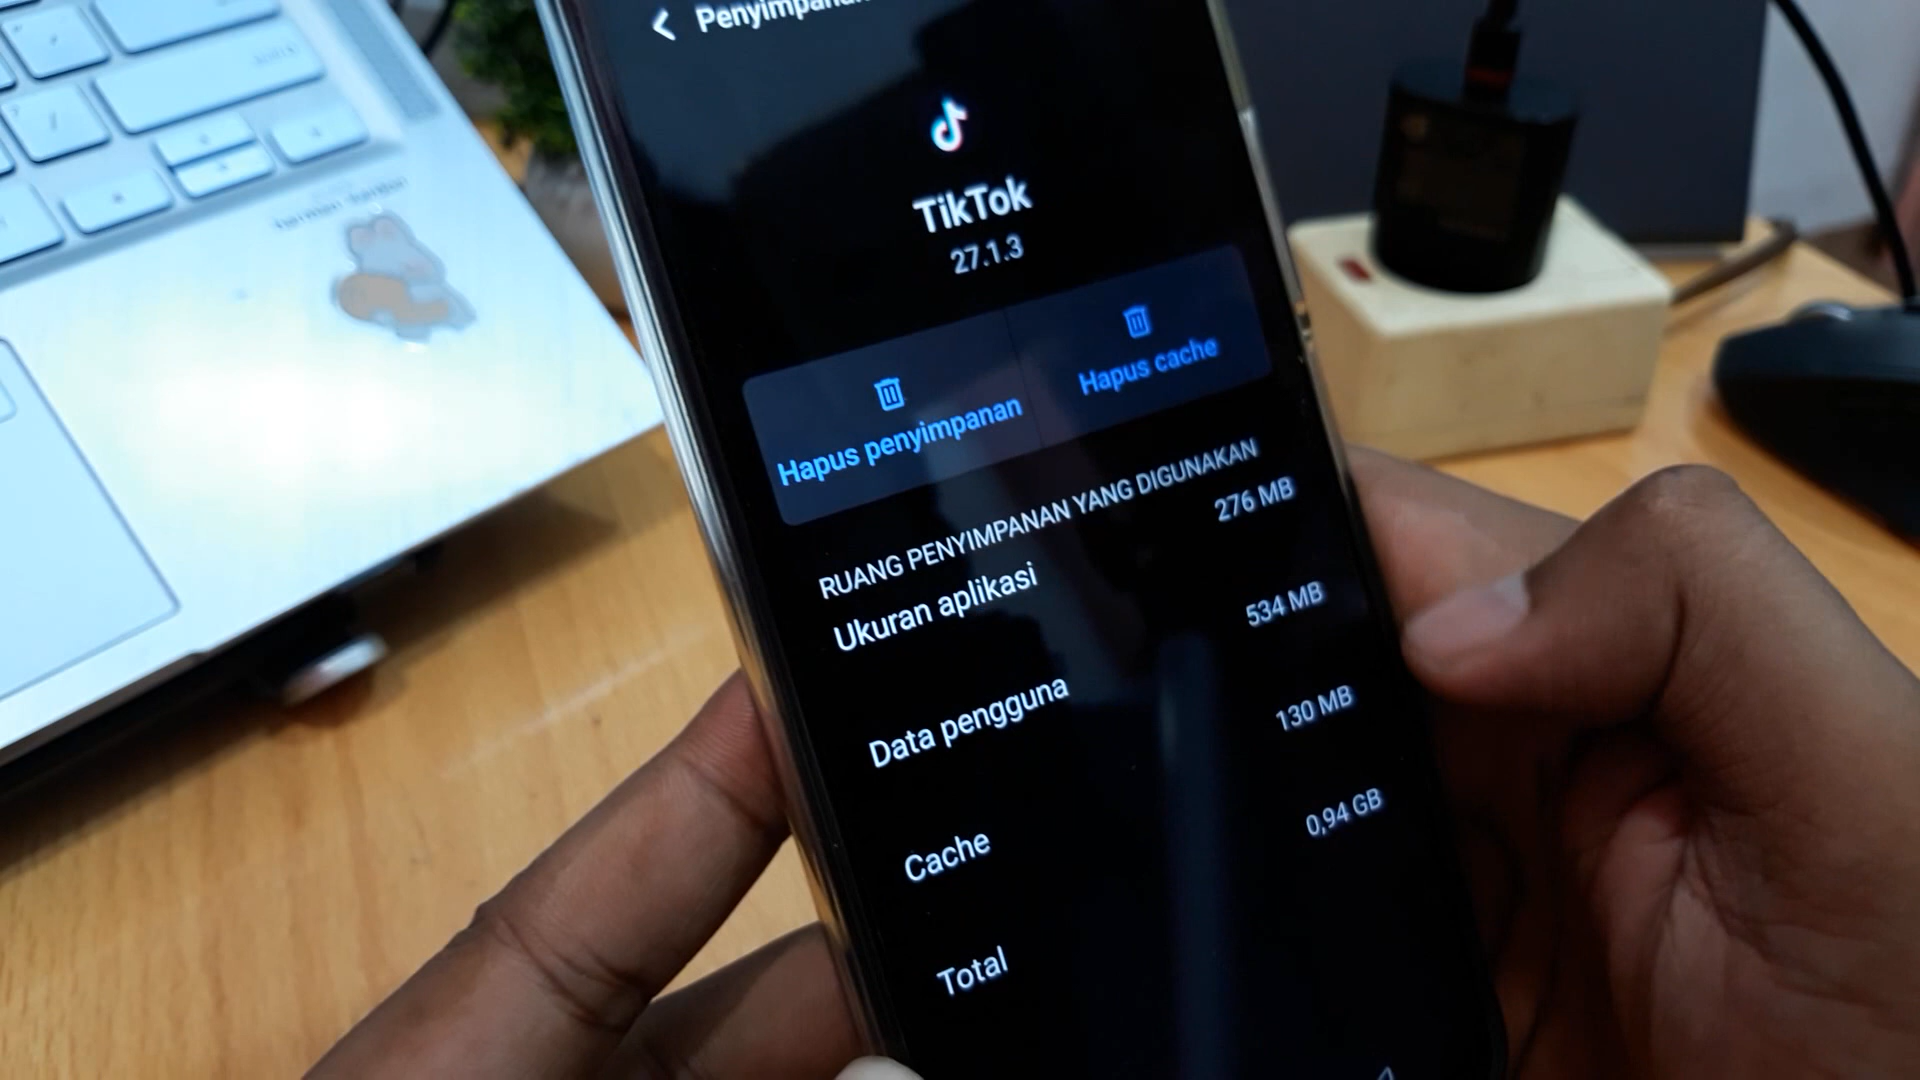 Penyimpanan
TikTok
27.1.3
Hapus penyimpanan
Hapus cache
RUANG PENYIMPANAN YANG DIGUNAKAN
Ukuran aplikasi
276 MB
Data pengguna
534 MB
Cache
130 MB
Total
0,94 GB